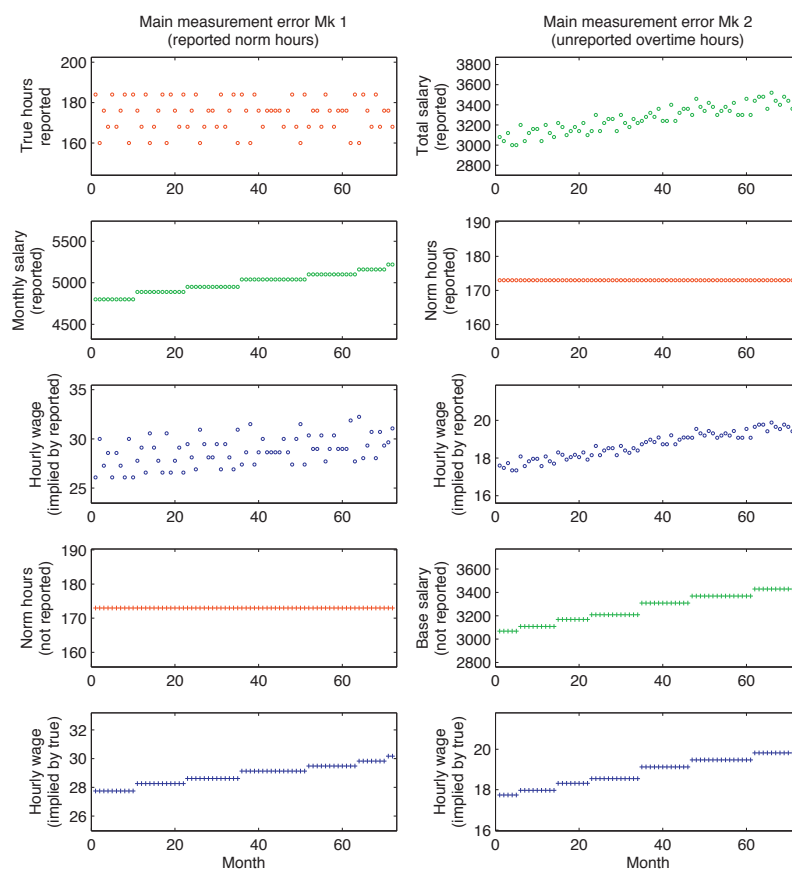 Main measurement error Mk 1
(reported norm hours)
Main measurement error Mk 2
(unreported overtime hours)
True hours
reported
200
180
160
0 20 40 60
Total salary
(reported)
3800
3600
3400
3200
3000
2800
0 20 40 60
Monthly salary
(reported)
5500
5000
4500
0 20 40 60
Norm hours
(reported)
190
180
170
160
0 20 40 60
Hourly wage
(implied by reported)
35
30
25
0 20 40 60
Hourly wage
(implied by reported)
20
18
16
0 20 40 60
Norm hours
(not reported)
190
180
170
160
0 20 40 60
Base salary
(not reported)
3600
3400
3200
3000
2800
0 20 40 60
Hourly wage
(implied by true)
32
30
28
26
0 20 40 60
Month
Hourly wage
(implied by true)
20
18
16
0 20 40 60
Month